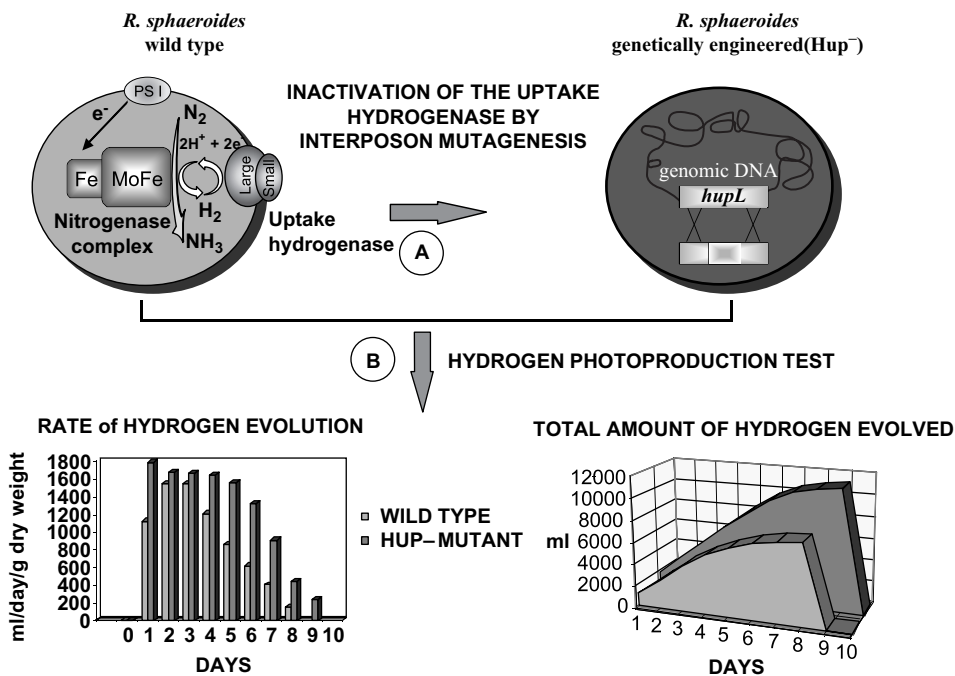 R. sphaeroides
wild type
R. sphaeroides
genetically engineered(Hup⁻)
PS I
e⁻
N₂
2H⁺ + 2e⁻
Fe
MoFe
Large
Small
H₂
NH₃
Nitrogenase
complex
Uptake
hydrogenase
INACTIVATION OF THE UPTAKE
HYDROGENASE BY
INTERPOSON MUTAGENESIS
A
genomic DNA
hupL
B
HYDROGEN PHOTOPRODUCTION TEST
RATE of HYDROGEN EVOLUTION
ml/day/g dry weight
1800
1600
1400
1200
1000
800
600
400
200
0
0 1 2 3 4 5 6 7 8 9 10
DAYS
WILD TYPE
HUP– MUTANT
TOTAL AMOUNT OF HYDROGEN EVOLVED
12000
10000
8000
6000
4000
2000
0
ml
1 2 3 4 5 6 7 8 9 10
DAYS